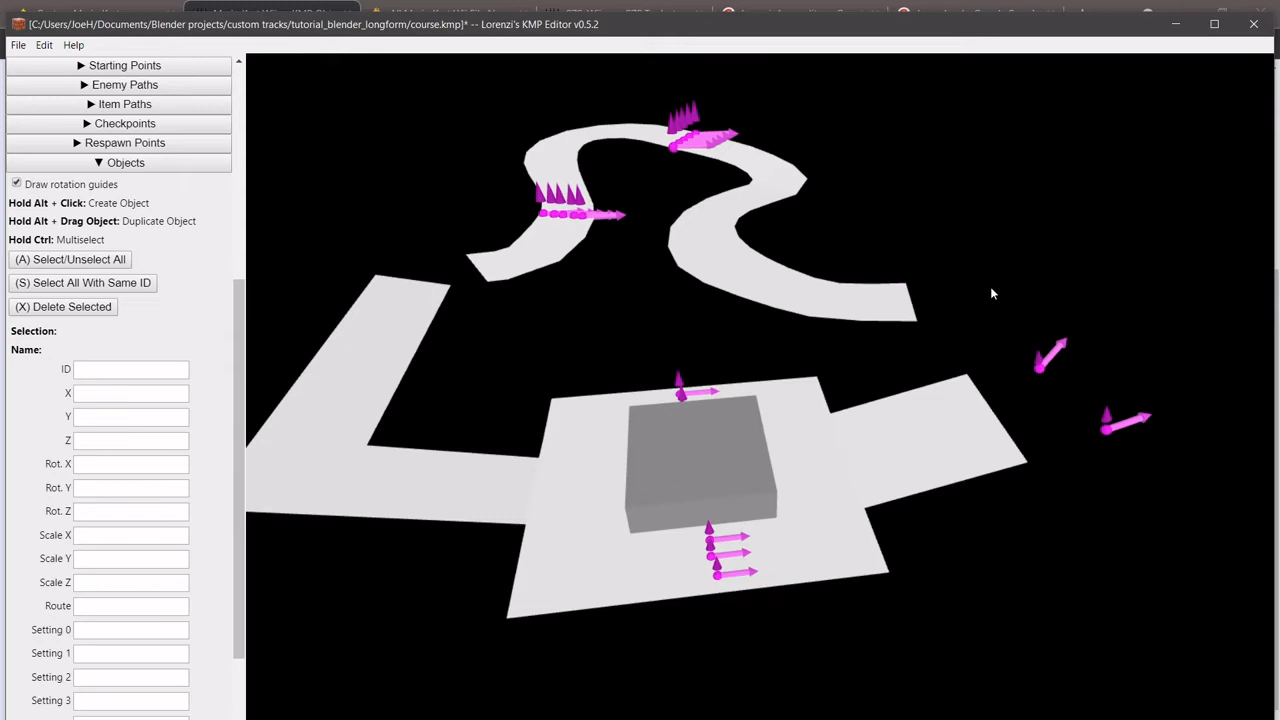 [C:/Users/JoeH/Documents/Blender projects/custom tracks/tutorial_blender_longform/course.kmp]* -- Lorenzi's KMP Editor v0.5.2
File Edit Help
▶ Starting Points
▶ Enemy Paths
▶ Item Paths
▶ Checkpoints
▶ Respawn Points
▼ Objects
Draw rotation guides
Hold Alt + Click: Create Object
Hold Alt + Drag Object: Duplicate Object
Hold Ctrl: Multiselect
(A) Select/Unselect All
(S) Select All With Same ID
(X) Delete Selected
Selection:
Name:
ID
X
Y
Z
Rot. X
Rot. Y
Rot. Z
Scale X
Scale Y
Scale Z
Route
Setting 0
Setting 1
Setting 2
Setting 3